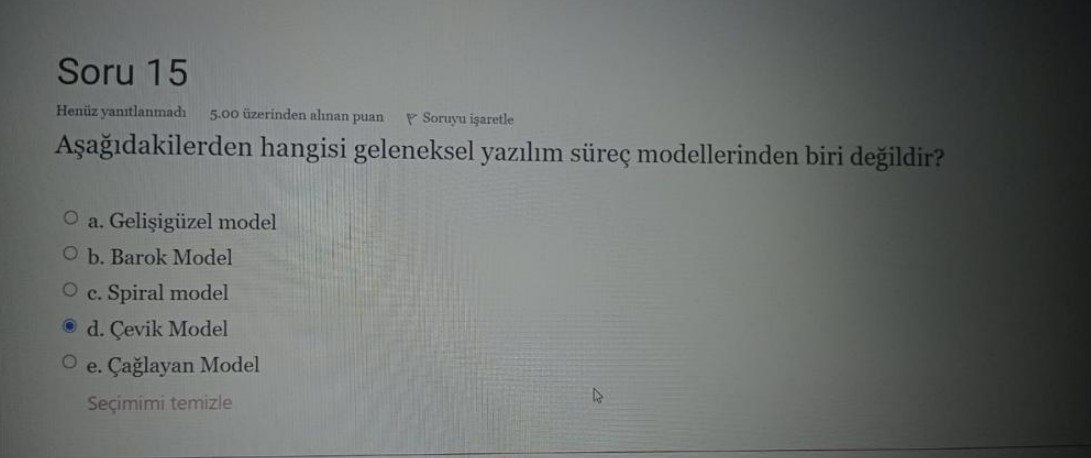 Soru 15
Henüz yanıtlanmadı 5.00 üzerinden alınan puan Soruyu işaretle
Aşağıdakilerden hangisi geleneksel yazılım süreç modellerinden biri değildir?
a. Gelişigüzel model
b. Barok Model
c. Spiral model
d. Çevik Model
e. Çağlayan Model
Seçimimi temizle